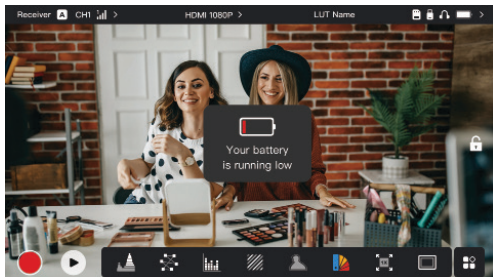 Receiver A CH1 > HDMI 1080P > LUT Name >
Your battery
is running low